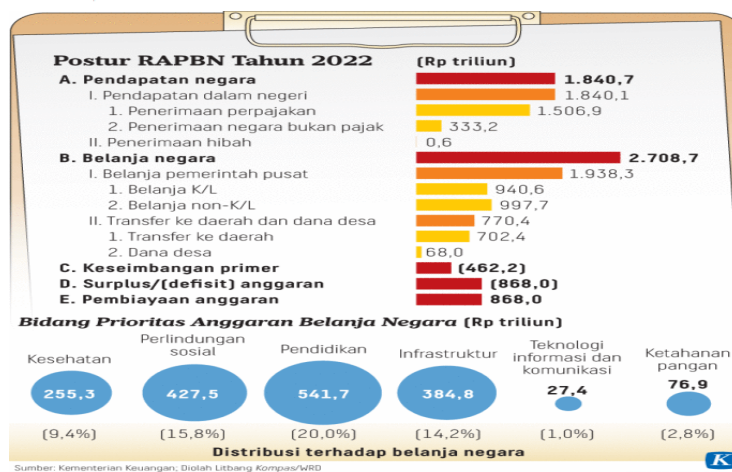 Postur RAPBN Tahun 2022 (Rp triliun)
A. Pendapatan negara 1.840,7
I. Pendapatan dalam negeri 1.840,1
1. Penerimaan perpajakan 1.506,9
2. Penerimaan negara bukan pajak 333,2
II. Penerimaan hibah 0,6
B. Belanja negara 2.708,7
I. Belanja pemerintah pusat 1.938,3
1. Belanja K/L 940,6
2. Belanja non-K/L 997,7
II. Transfer ke daerah dan dana desa 770,4
1. Transfer ke daerah 702,4
2. Dana desa 68,0
C. Keseimbangan primer (462,2)
D. Surplus/(defisit) anggaran (868,0)
E. Pembiayaan anggaran 868,0
Bidang Prioritas Anggaran Belanja Negara (Rp triliun)
Kesehatan
255,3
(9,4%)
Perlindungan
sosial
427,5
(15,8%)
Pendidikan
541,7
(20,0%)
Infrastruktur
384,8
(14,2%)
Teknologi
informasi dan
komunikasi
27,4
(1,0%)
Ketahanan
pangan
76,9
(2,8%)
Distribusi terhadap belanja negara
Sumber: Kementerian Keuangan; Diolah Litbang Kompas/WRD
K